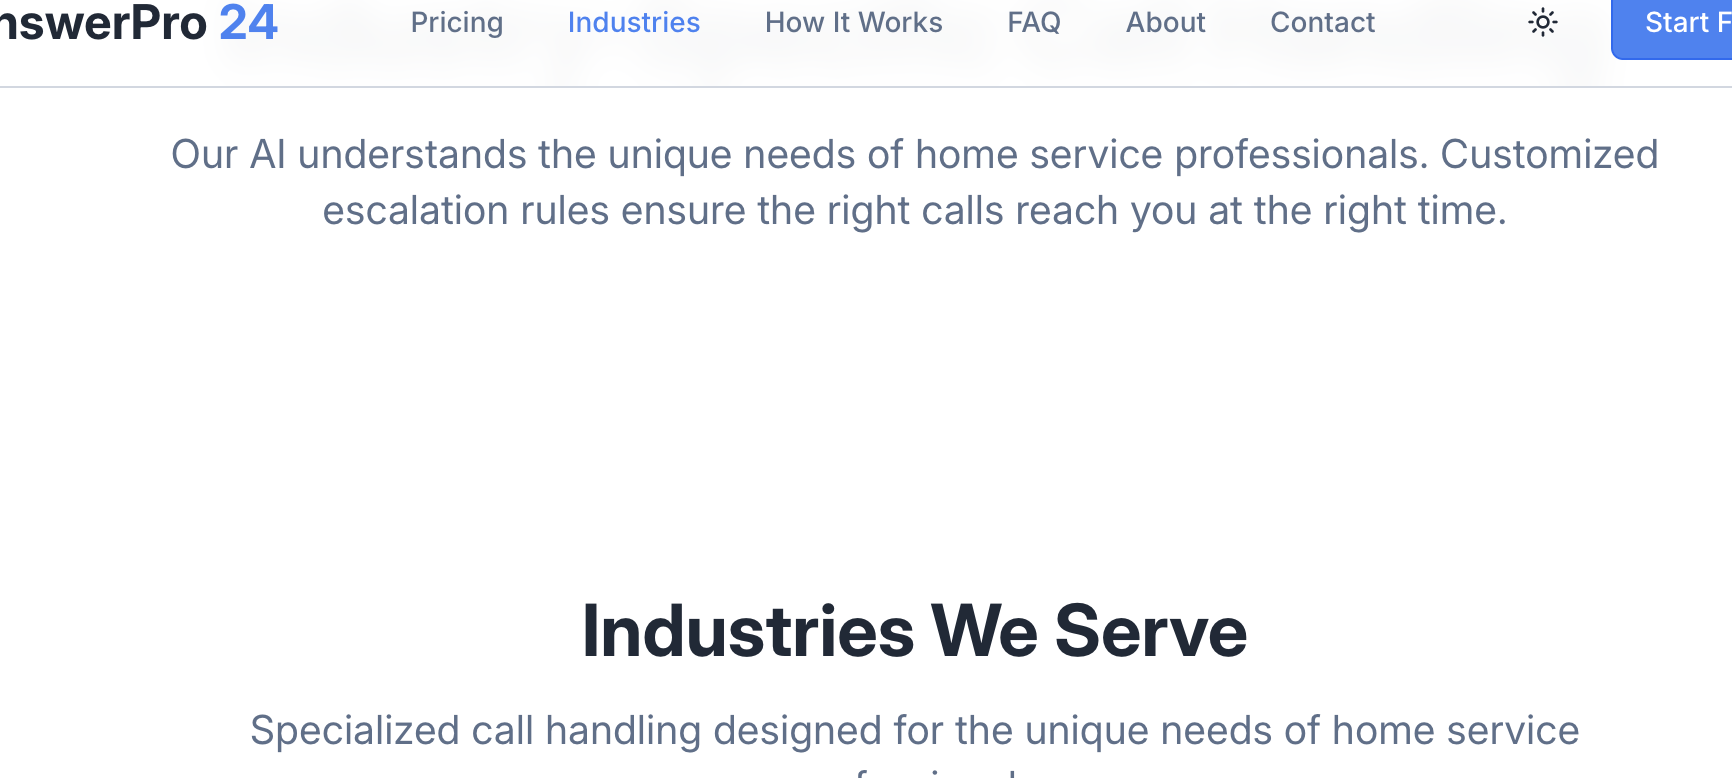 nswerPro 24
Pricing
Industries
How It Works
FAQ
About
Contact
Start F
Our AI understands the unique needs of home service professionals. Customized
escalation rules ensure the right calls reach you at the right time.
Industries We Serve
Specialized call handling designed for the unique needs of home service